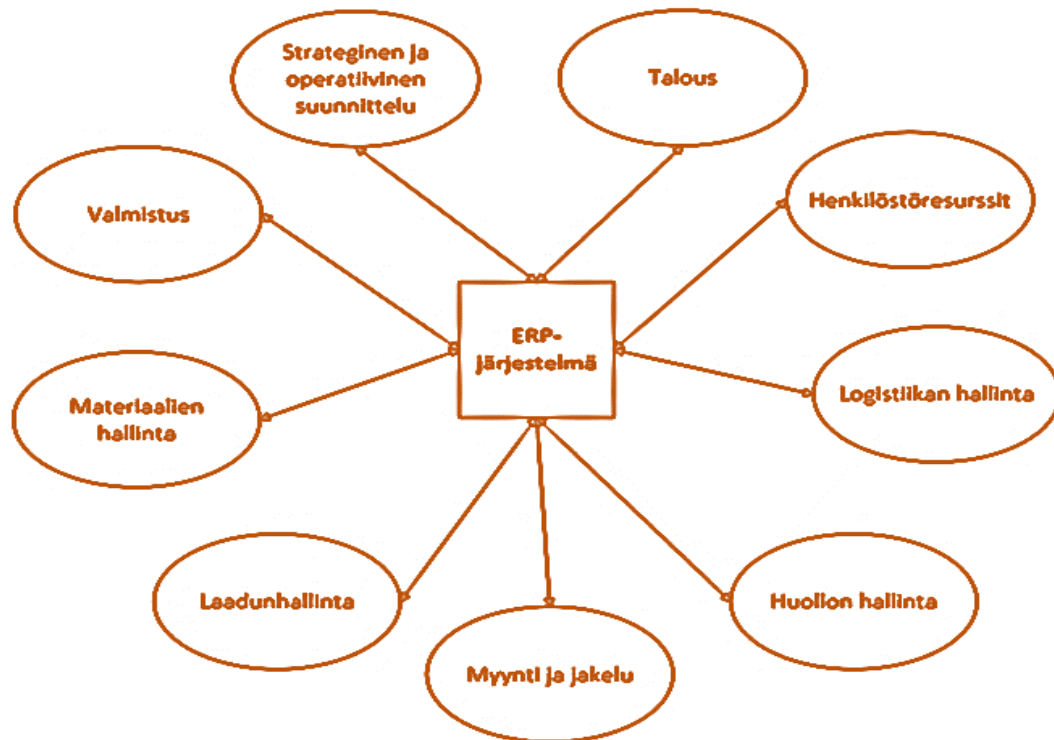 Strateginen ja
operatiivinen
suunnittelu
Talous
Valmistus
Henkilöstöresurssit
ERP-
järjestelmä
Materiaalien
hallinta
Logistiikan hallinta
Laadunhallinta
Huollon hallinta
Myynti ja jakelu